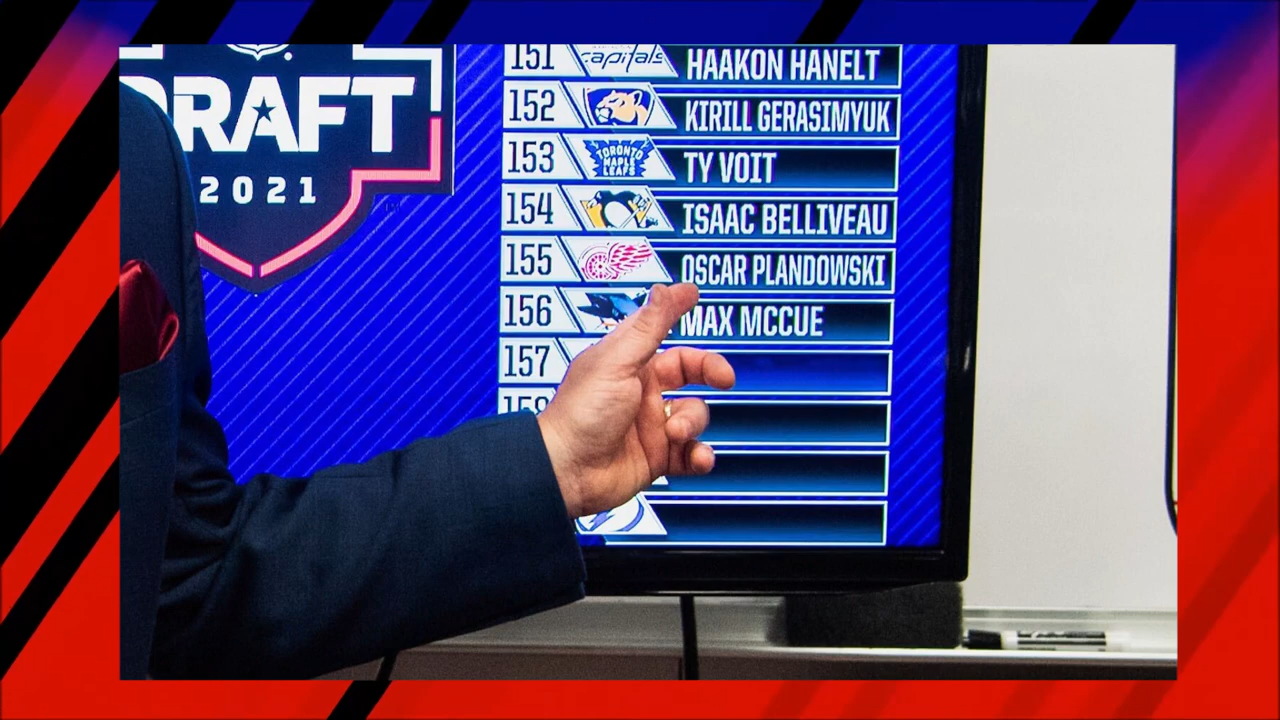 DRAFT
2021
151 capitals HAAKON HANELT
152 KIRILL GERASIMYUK
153 TORONTO MAPLE LEAFS TY VOIT
154 ISAAC BELLIVEAU
155 OSCAR PLANDOWSKI
156 MAX MCCUE
157
158